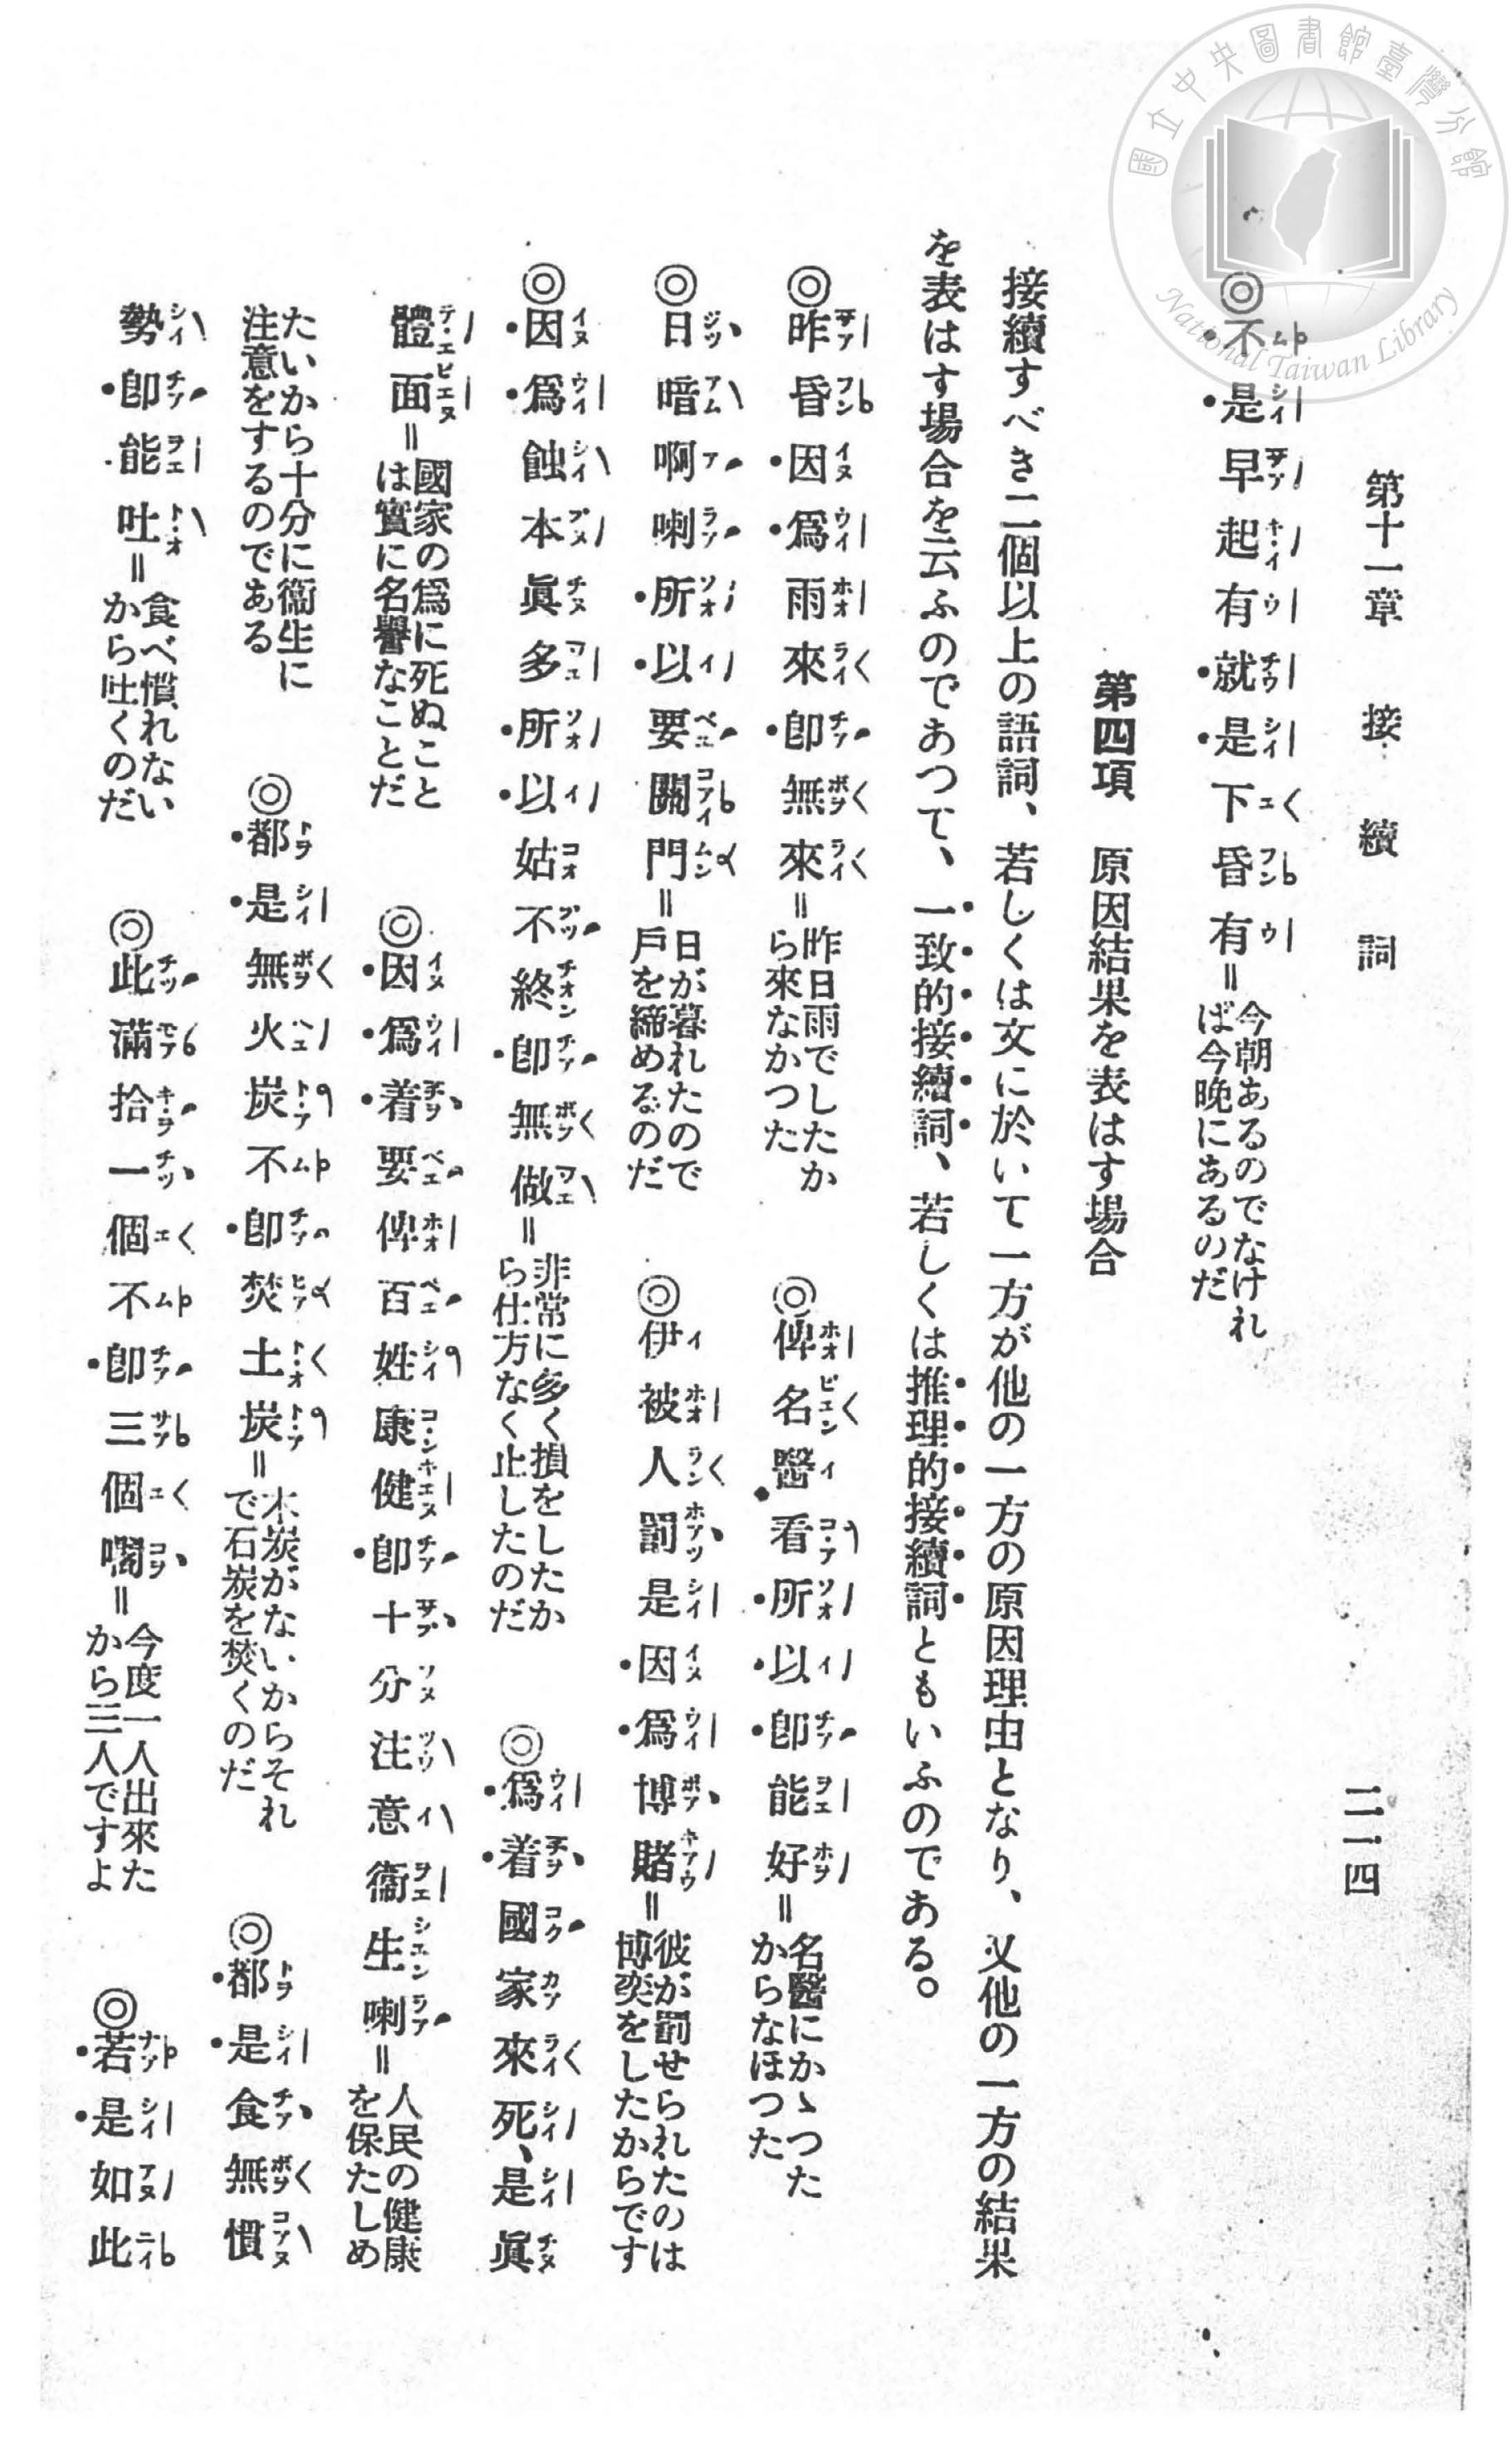 第十一章 接續詞 二一四
◎不是早起有就是下昏有=今朝あるのでなければ今晩にあるのだ
第四項 原因結果を表はす場合
接續すべき二個以上の語詞、若しくは文に於いて一方が他の一方の原因理由となり、又他の一方の結果
を表はす場合を云ふのであつて、一致的接續詞、若しくは推理的接續詞ともいふのである。
◎昨昏因爲雨來卽無來=昨日雨でしたから來なかつた ◎俾名醫看所以卽能好=名醫にかゝつたからなほつた
◎日暗啊喇所以要關門=日が暮れたので戶を締めるのだ ◎伊被人罰是因爲博賭=彼が罰せられたのは博奕をしたからです
◎因爲蝕本眞多所以姑不終卽無做=非常に多く損をしたから仕方なく止したのだ ◎爲着國家來死、是眞
體面=國家の爲に死ぬことは實に名譽なことだ ◎因爲着要俾百姓康健卽十分注意衞生喇=人民の健康を保たしめ
たいから十分に衞生に注意をするのである ◎都是無火炭不卽焚土炭=木炭がないからそれで石炭を焚くのだ ◎都是食無慣
勢卽能吐=食べ慣れないから吐くのだ ◎此滿拾一個不卽三個嘓=今度一人出來たから三人ですよ ◎若是如此
國立中央圖書館臺灣分館
National Taiwan Library